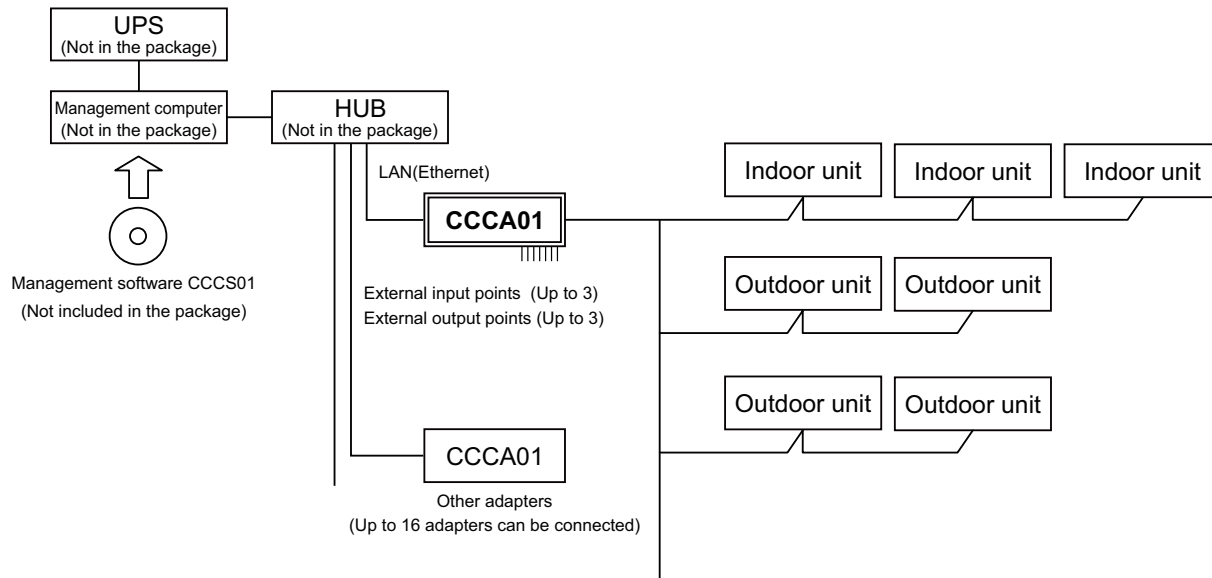 UPS
(Not in the package)
Management computer
(Not in the package)
HUB
(Not in the package)
LAN(Ethernet)
CCCA01
Indoor unit
Indoor unit
Indoor unit
Management software CCCS01
(Not included in the package)
External input points (Up to 3)
External output points (Up to 3)
Outdoor unit
Outdoor unit
Outdoor unit
Outdoor unit
CCCA01
Other adapters
(Up to 16 adapters can be connected)